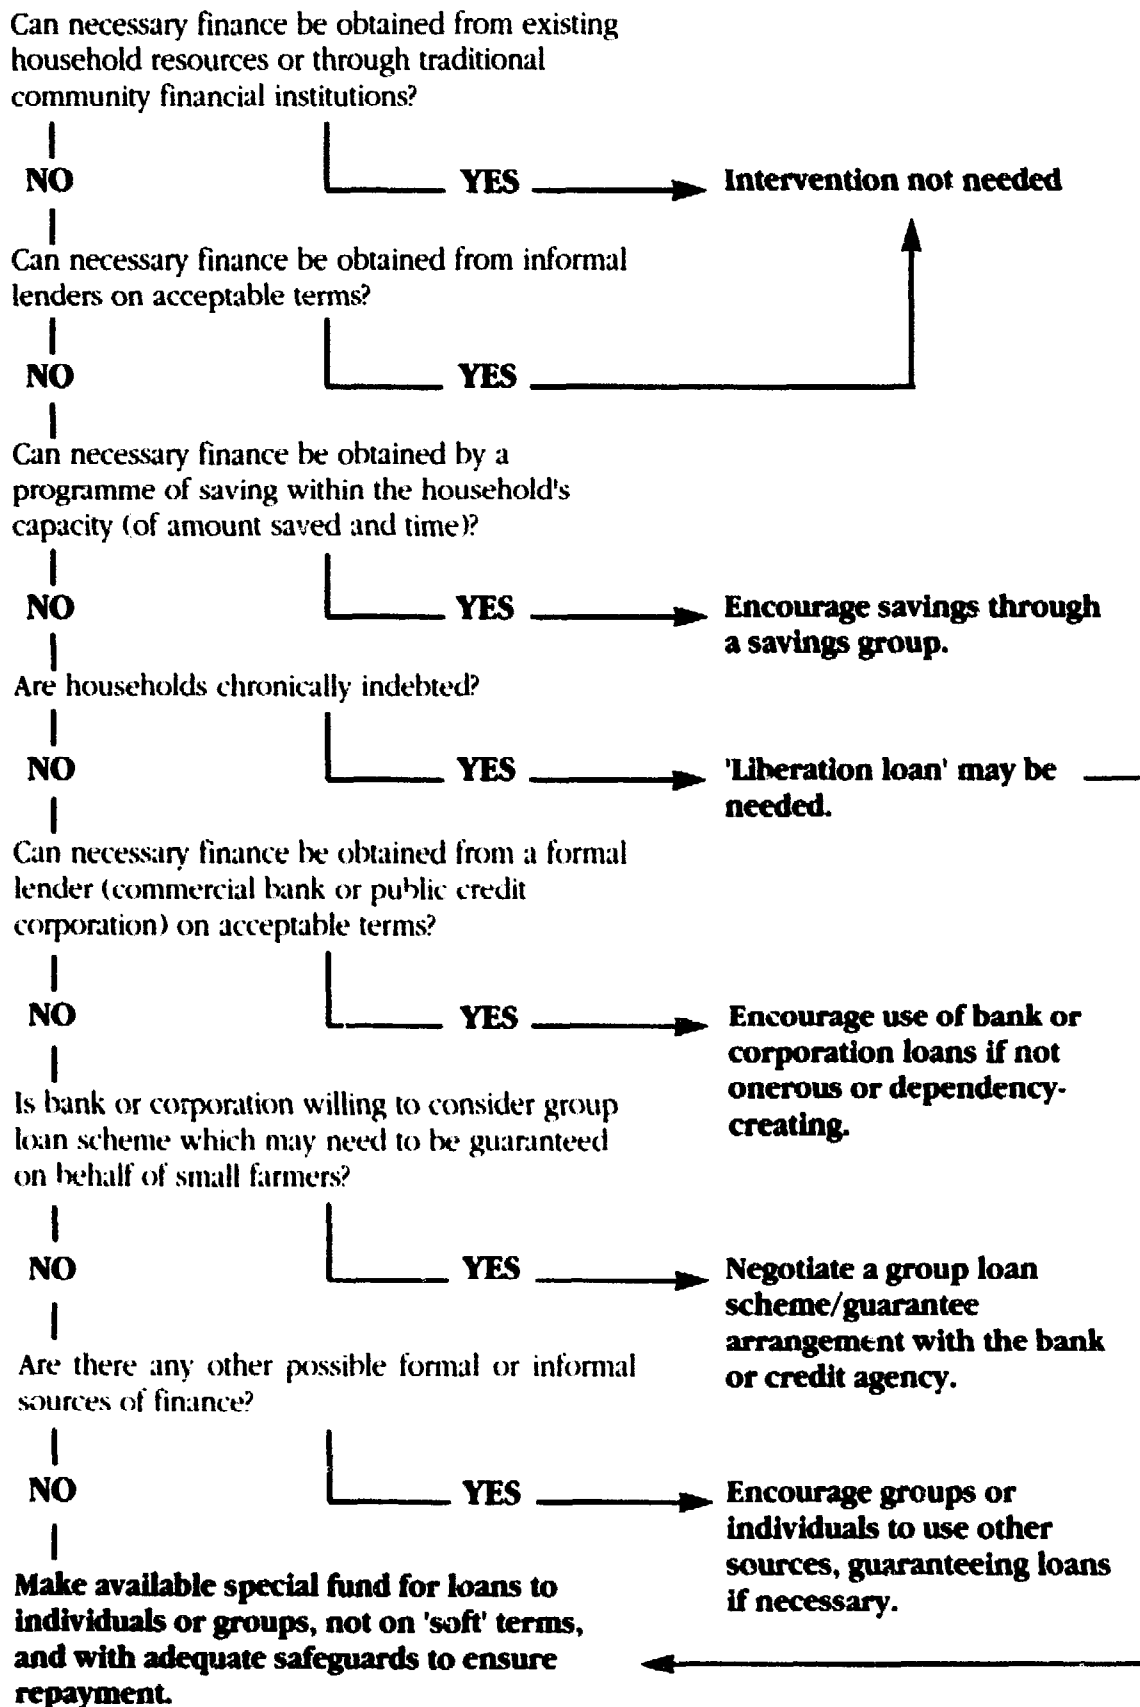 Can necessary finance be obtained from existing
household resources or through traditional
community financial institutions?
NO
YES
Intervention not needed
Can necessary finance be obtained from informal
lenders on acceptable terms?
NO
YES
Can necessary finance be obtained by a
programme of saving within the household's
capacity (of amount saved and time)?
NO
YES
Encourage savings through
a savings group.
Are households chronically indebted?
NO
YES
'Liberation loan' may be
needed.
Can necessary finance be obtained from a formal
lender (commercial bank or public credit
corporation) on acceptable terms?
NO
YES
Encourage use of bank or
corporation loans if not
onerous or dependency-
creating.
Is bank or corporation willing to consider group
loan scheme which may need to be guaranteed
on behalf of small farmers?
NO
YES
Negotiate a group loan
scheme/guarantee
arrangement with the bank
or credit agency.
Are there any other possible formal or informal
sources of finance?
NO
YES
Encourage groups or
individuals to use other
sources, guaranteeing loans
if necessary.
Make available special fund for loans to
individuals or groups, not on 'soft' terms,
and with adequate safeguards to ensure
repayment.